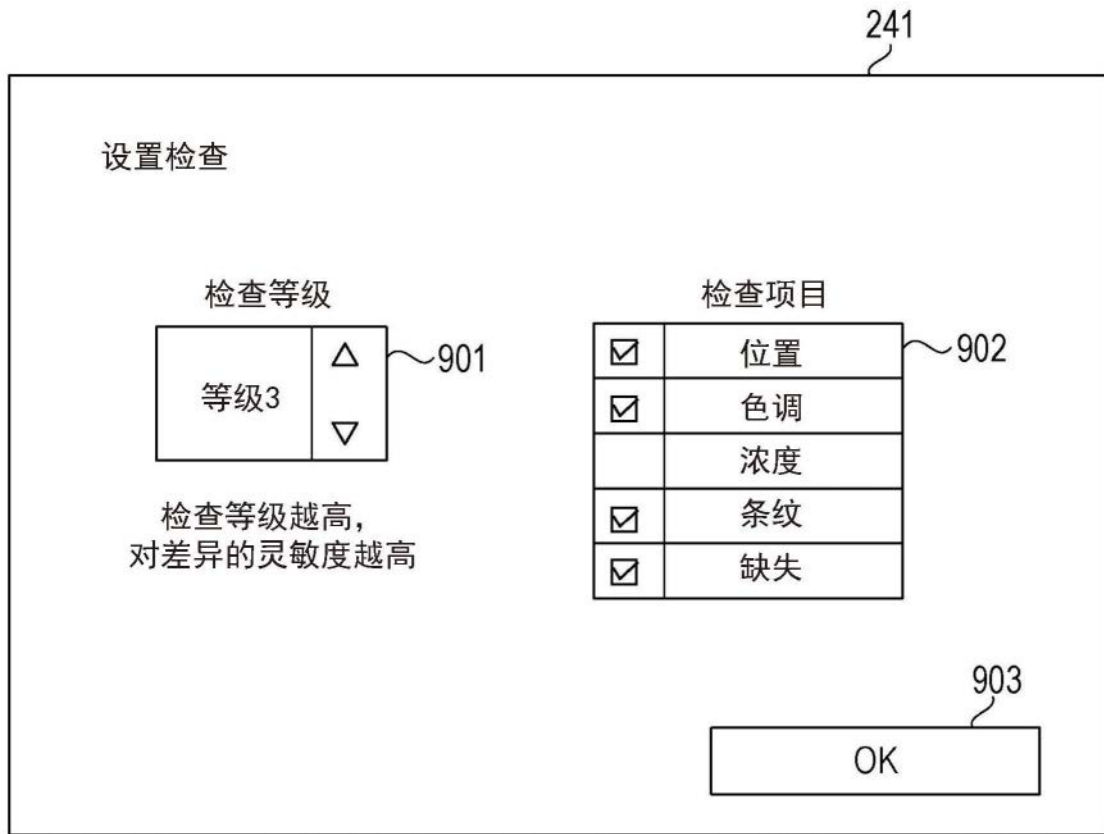 241
设置检查
检查等级
等级3
901
检查等级越高，
对差异的灵敏度越高
检查项目
位置
902
色调
浓度
条纹
缺失
903
OK